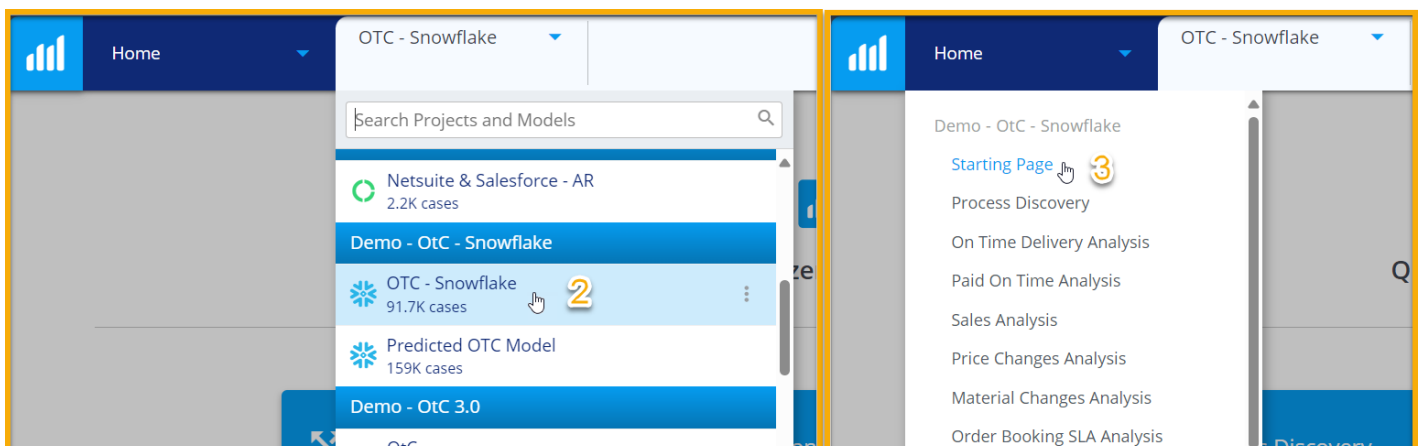 Home
OTC - Snowflake
Search Projects and Models
Netsuite & Salesforce - AR
2.2K cases
Demo - OtC - Snowflake
OTC - Snowflake
2
91.7K cases
Predicted OTC Model
159K cases
Demo - OtC 3.0
OtC
Home
OTC - Snowflake
Demo - OtC - Snowflake
Starting Page
3
Process Discovery
On Time Delivery Analysis
Paid On Time Analysis
Sales Analysis
Price Changes Analysis
Material Changes Analysis
Order Booking SLA Analysis
Discovery